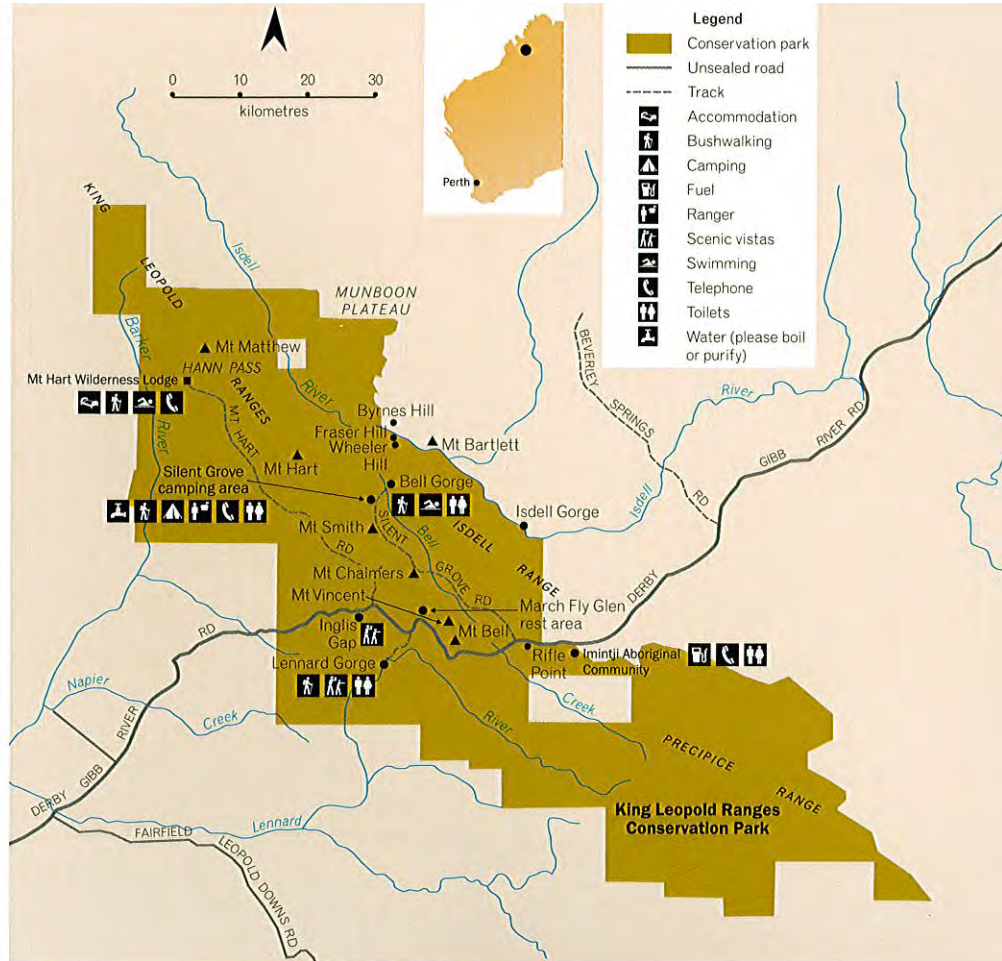 Legend
Conservation park
Unsealed road
Track
Accommodation
Bushwalking
Camping
Fuel
Ranger
Scenic vistas
Swimming
Telephone
Toilets
Water (please boil
or purify)
0 10 20 30
kilometres
Perth
KING
LEOPOLD
RANGES
Isdell
River
MUNBOON
PLATEAU
Barker
River
Mt Matthew
HANN PASS
Mt Hart Wilderness Lodge
MT HART
RD
Byrnes Hill
Fraser Hill
Wheeler
Hill
Mt Bartlett
Mt Hart
Silent Grove
camping area
Bell Gorge
Isdell Gorge
ISDELL
RANGE
Mt Smith
SILENT
GROVE
RD
Bell
Mt Chalmers
Mt Vincent
March Fly Glen
rest area
Mt Bell
Inglis
Gap
Lennard Gorge
Rifle
Point
Imintji Aboriginal
Community
BEVERLEY
SPRINGS
RD
River
Isdell
GIBB
RIVER RD
DERBY
RD
Napier
Creek
RIVER
GIBB
DERBY
River
Creek
PRECIPICE
RANGE
King Leopold Ranges
Conservation Park
Lennard
FAIRFIELD
LEOPOLD DOWNS RD